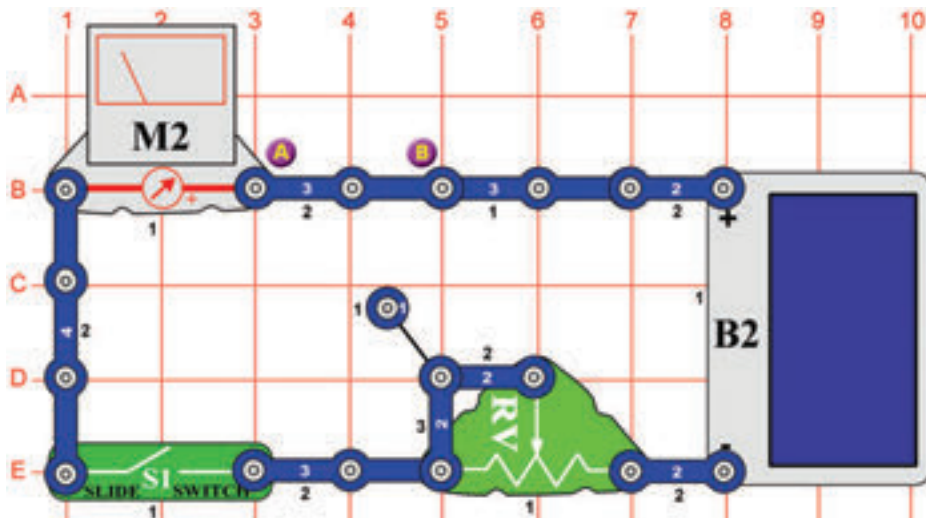 1 2 3 4 5 6 7 8 9 10
A
M2
A B
B + 3 3 2 +
1 2 1 2
C
1 1 1
4 2 B2
2
D 2
3 2 RV
-
E S1 3 2
SLIDE SWITCH 2 2
1 1